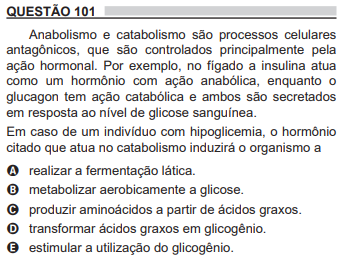 QUESTÃO 101
Anabolismo e catabolismo são processos celulares
antagônicos, que são controlados principalmente pela
ação hormonal. Por exemplo, no fígado a insulina atua
como um hormônio com ação anabólica, enquanto o
glucagon tem ação catabólica e ambos são secretados
em resposta ao nível de glicose sanguínea.
Em caso de um indivíduo com hipoglicemia, o hormônio
citado que atua no catabolismo induzirá o organismo a
A realizar a fermentação lática.
B metabolizar aerobicamente a glicose.
C produzir aminoácidos a partir de ácidos graxos.
D transformar ácidos graxos em glicogênio.
E estimular a utilização do glicogênio.